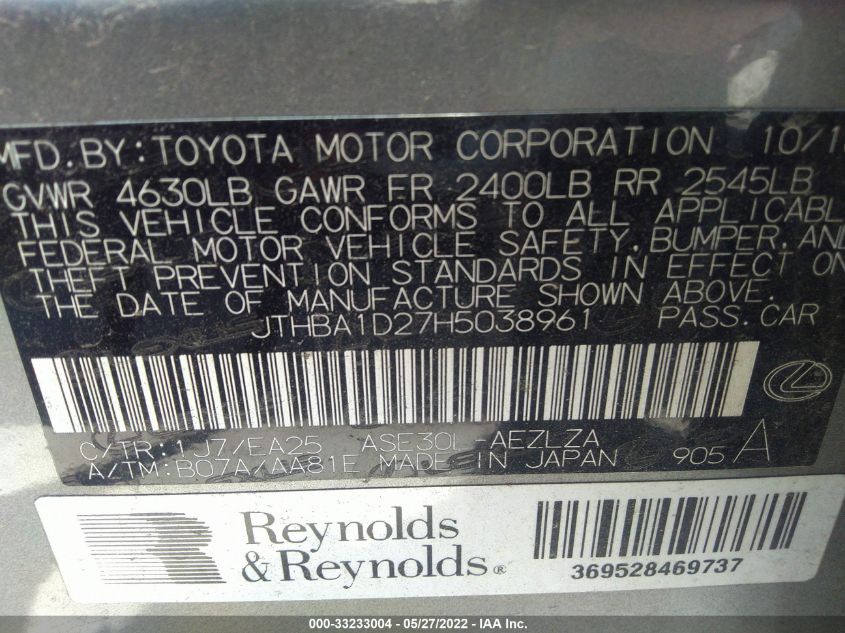 MFD. BY: TOYOTA MOTOR CORPORATION 10/1
GVWR 4630LB GAWR FR 2400LB RR 2545LB
THIS VEHICLE CONFORMS TO ALL APPLICABL
FEDERAL MOTOR VEHICLE SAFETY, BUMPER, AND
THEFT PREVENTION STANDARDS IN EFFECT ON
THE DATE OF MANUFACTURE SHOWN ABOVE.
JTHBA1D27H5038961 PASS. CAR
C/TR: 1J7/EA25 ASE30L-AEZLZA
A/TM: B07A/AA81E MADE IN JAPAN 905 A
Reynolds
& Reynolds®
369528469737
000-33233004 - 05/27/2022 - IAA Inc.